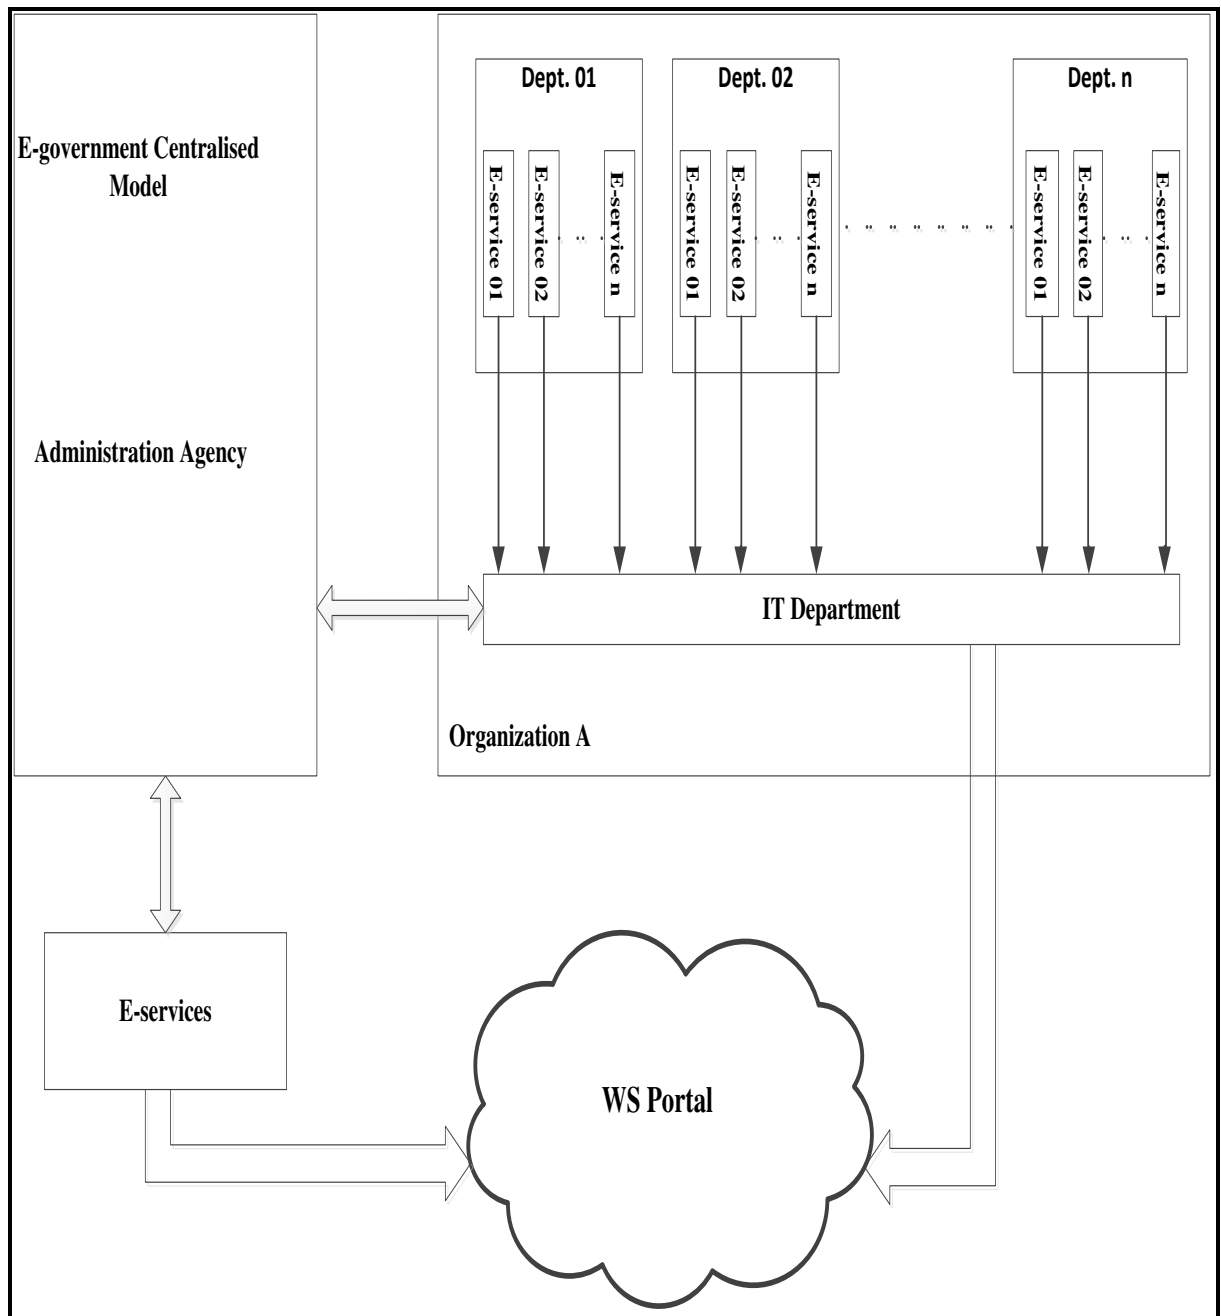 E-government Centralised
Model
Administration Agency
Dept. 01
E-service 01
E-service 02
E-service n
Dept. 02
E-service 01
E-service 02
E-service n
Dept. n
E-service 01
E-service 02
E-service n
IT Department
Organization A
E-services
WS Portal